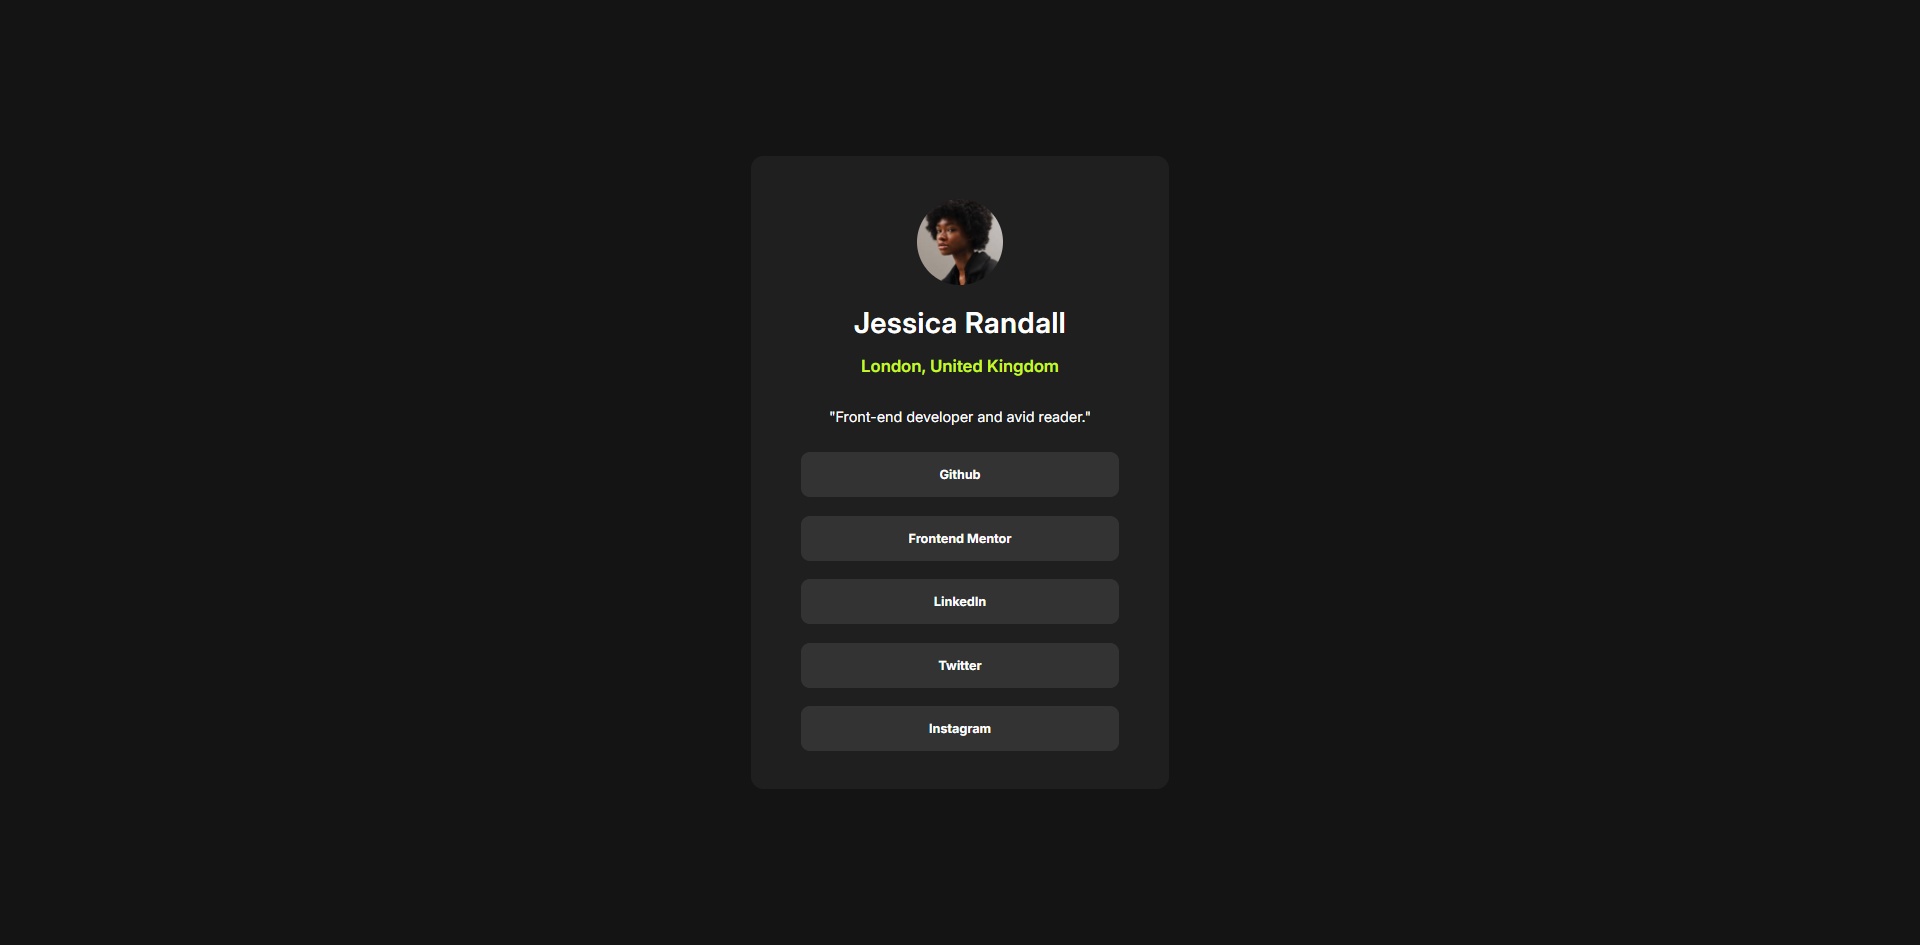 Jessica Randall
London, United Kingdom
"Front-end developer and avid reader."
Github
Frontend Mentor
LinkedIn
Twitter
Instagram